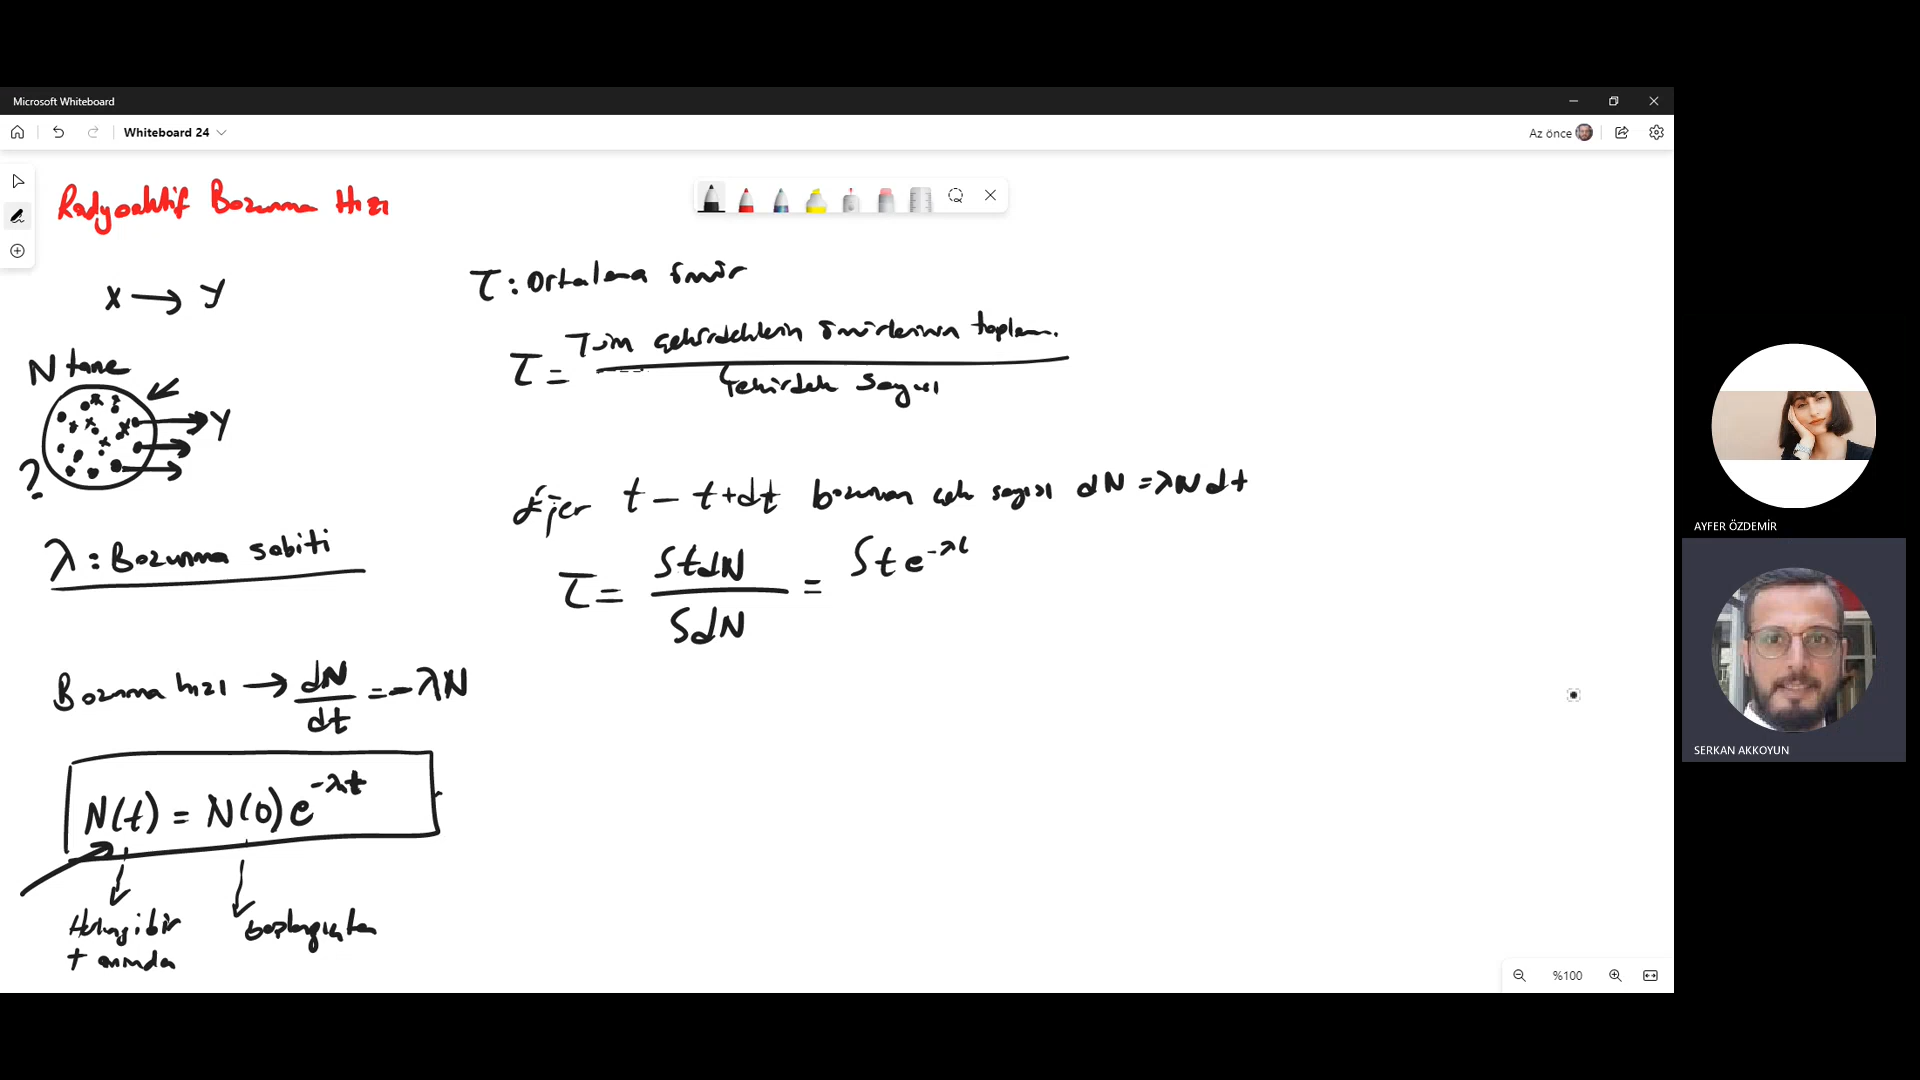 Microsoft Whiteboard
Whiteboard 24
Az önce
Radyoaktif Bozunma Hızı
X → Y
N tane
Y
?
λ : Bozunma sabiti
Bozunma hızı → dN/dt = -λN
N(t) = N(0) e^-λt
Herhangi bir
t anında
başlangıçta
τ : Ortalama ömür
τ = Tüm çekirdeklerin ömürlerinin toplamı
Çekirdek sayısı
Eğer t - t+dt bozunan çek sayısı dN = λN dt
τ = ∫tdN / ∫dN = ∫t e^-λt
%100
AYFER ÖZDEMİR
SERKAN AKKOYUN